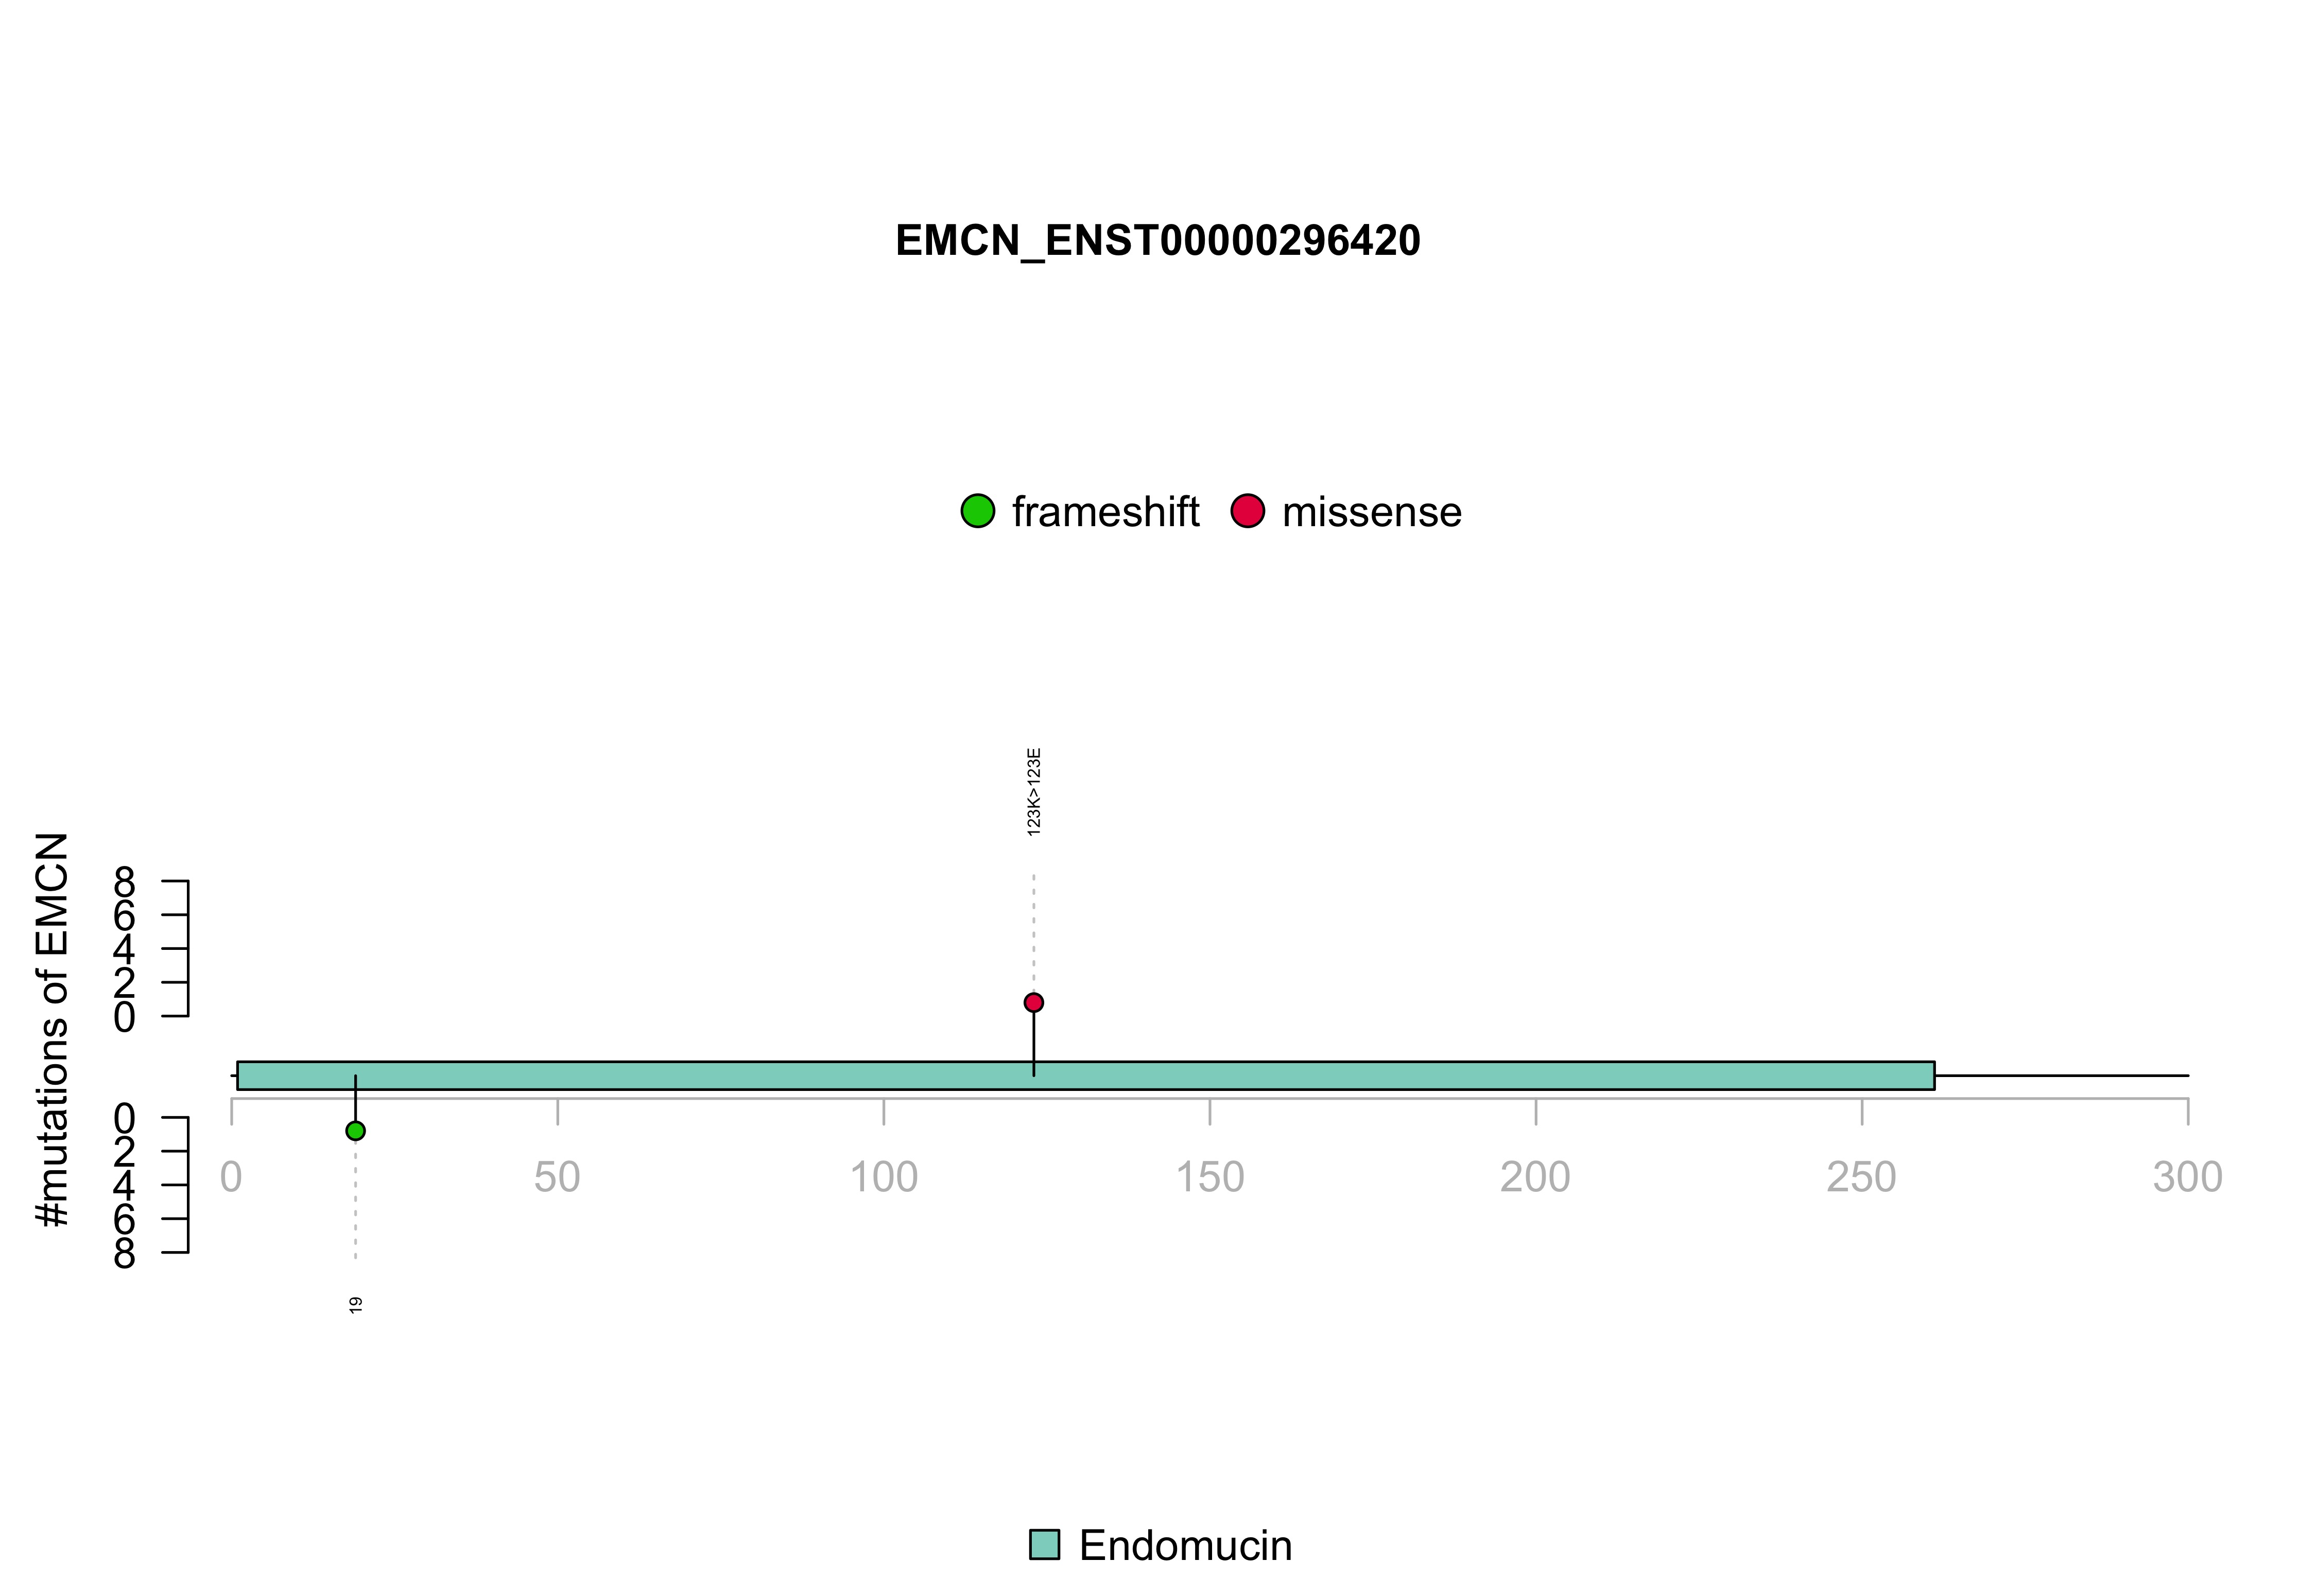 EMCN_ENST00000296420
frameshift missense
123K>123E
#mutations of EMCN
8
6
4
2
0
0
2
4
6
8
0 50 100 150 200 250 300
19
Endomucin